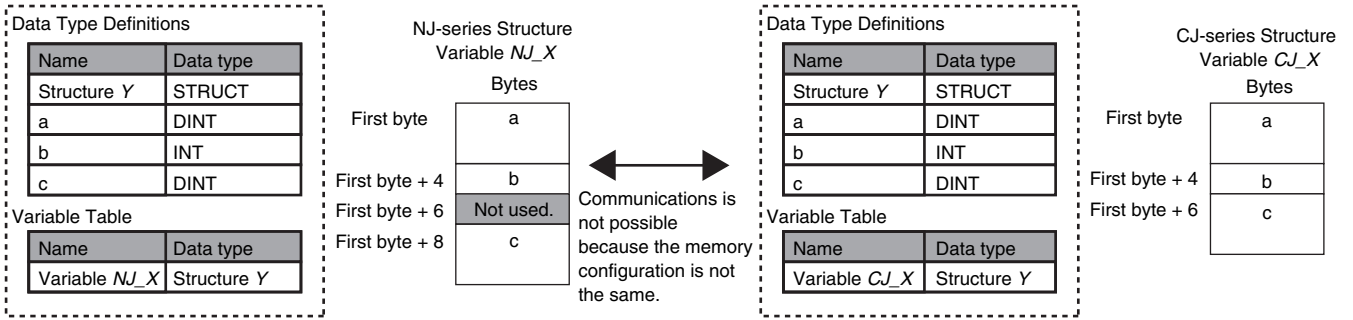 Data Type Definitions
Name Data type
Structure Y STRUCT
a DINT
b INT
c DINT
Variable Table
Name Data type
Variable NJ_X Structure Y
NJ-series Structure
Variable NJ_X
Bytes
First byte a
First byte + 4 b
First byte + 6 Not used.
First byte + 8 c
Communications is
not possible
because the memory
configuration is not
the same.
Data Type Definitions
Name Data type
Structure Y STRUCT
a DINT
b INT
c DINT
Variable Table
Name Data type
Variable CJ_X Structure Y
CJ-series Structure
Variable CJ_X
Bytes
First byte a
First byte + 4 b
First byte + 6 c